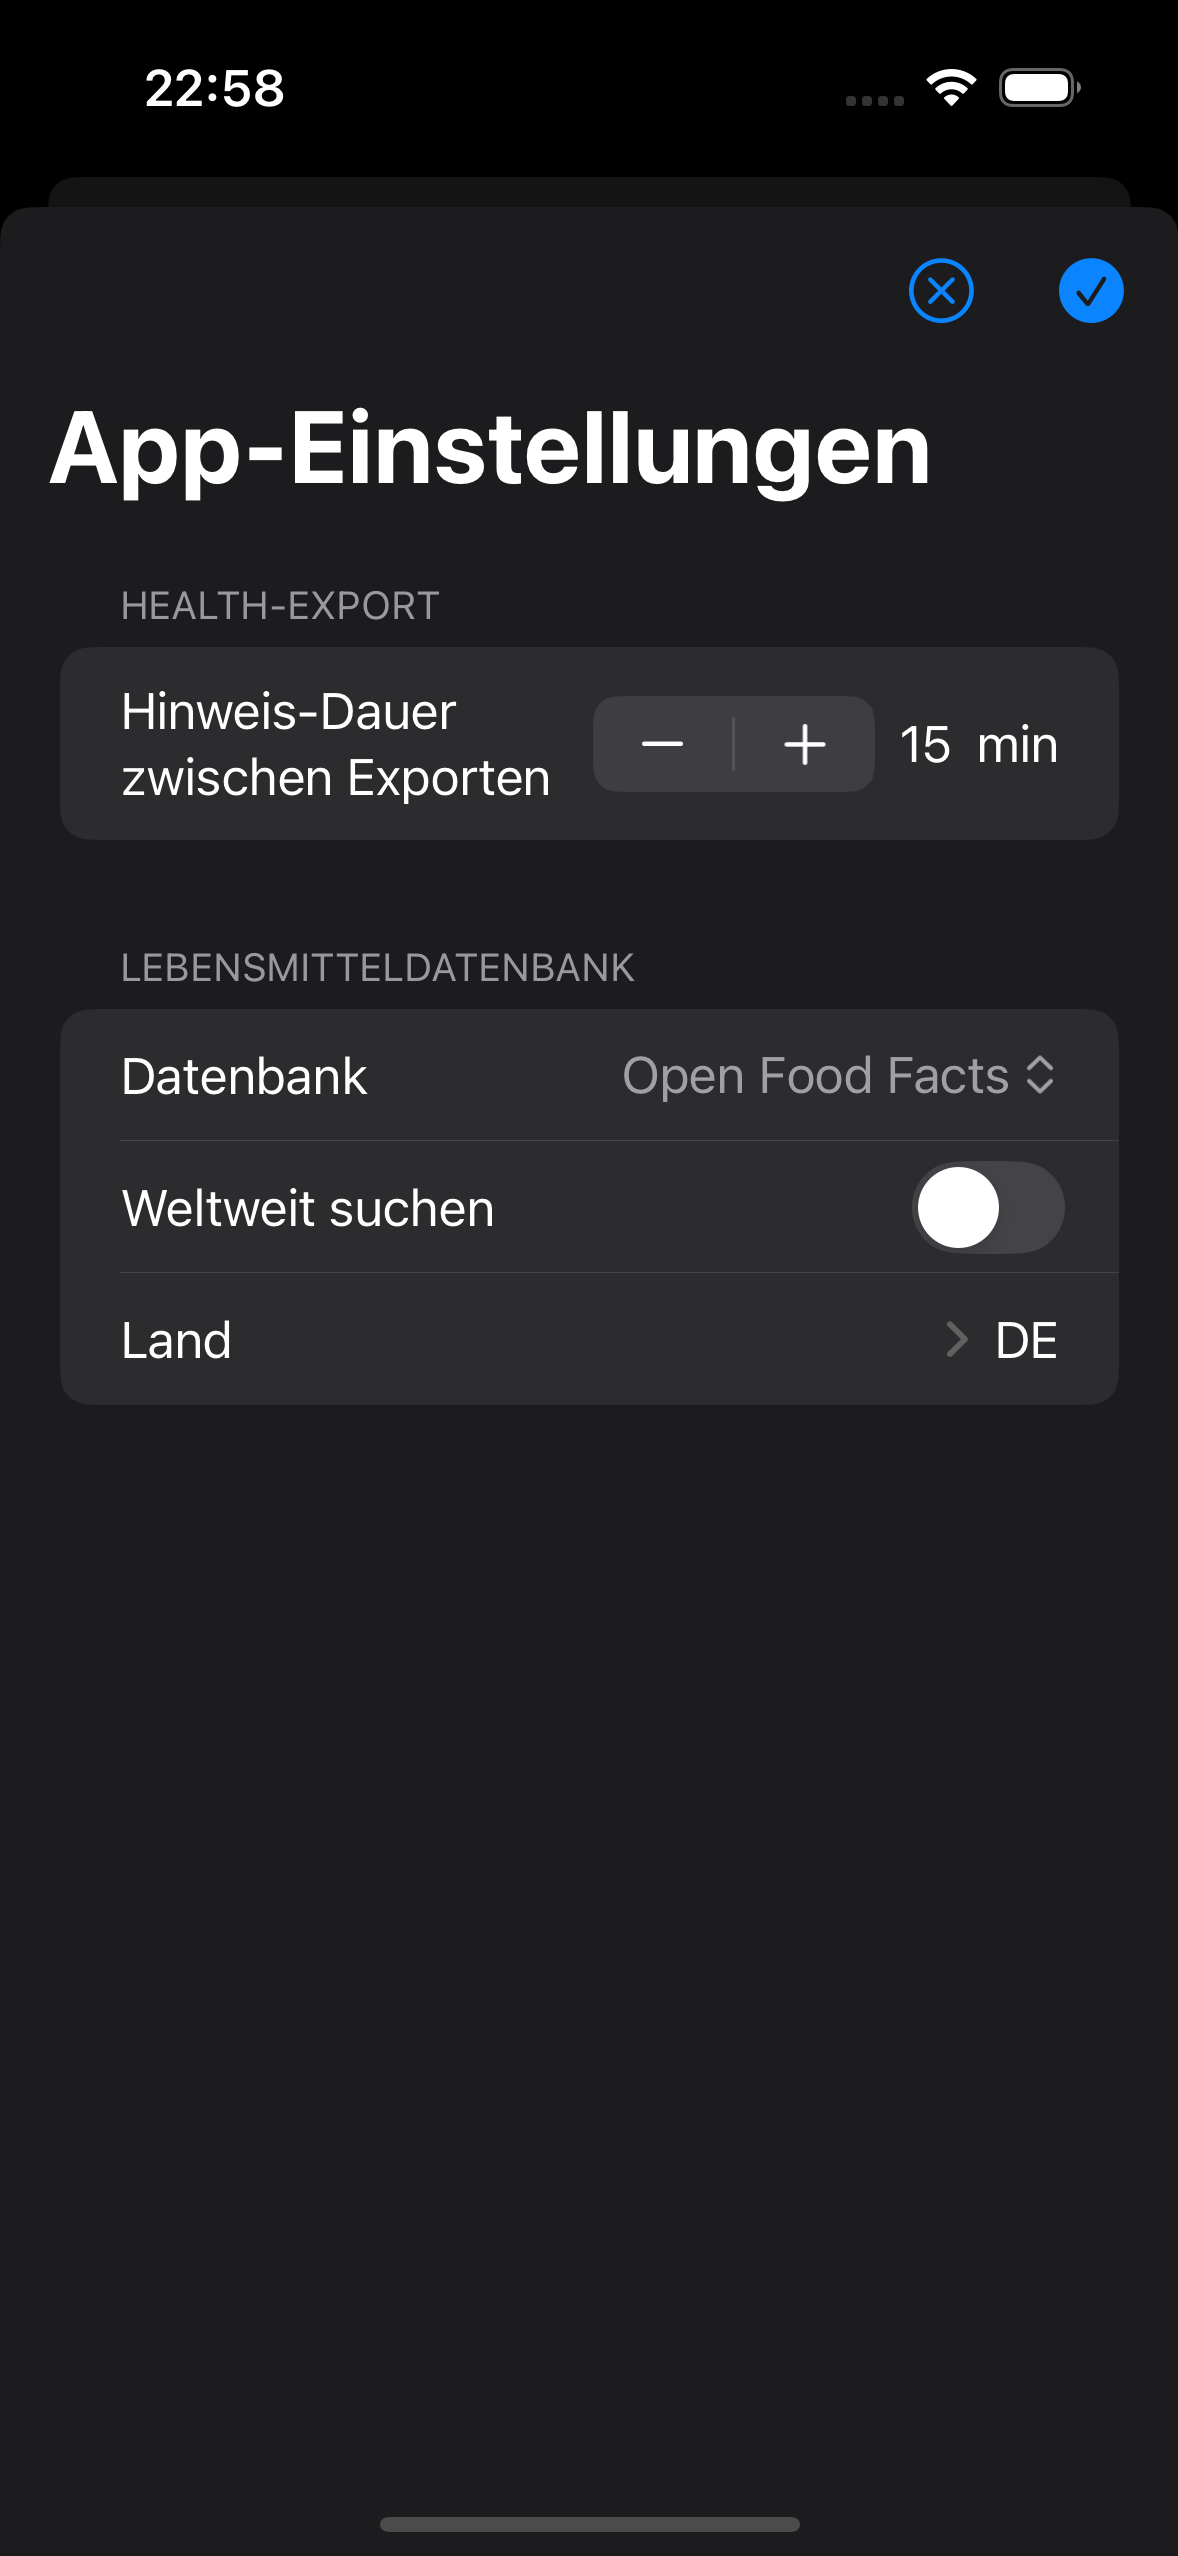 22:58
App-Einstellungen
HEALTH-EXPORT
Hinweis-Dauer
zwischen Exporten
15 min
LEBENSMITTELDATENBANK
Datenbank Open Food Facts
Weltweit suchen
Land DE